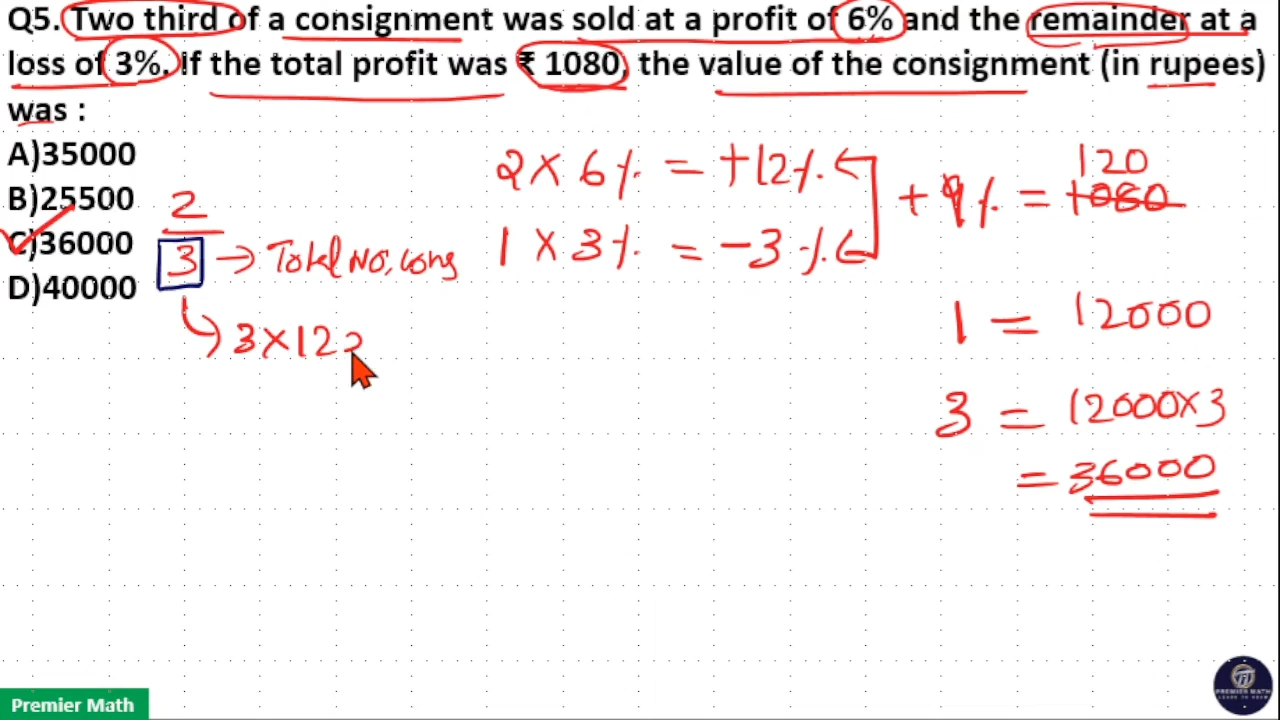 Q5. Two third of a consignment was sold at a profit of 6% and the remainder at a
loss of 3%. If the total profit was ₹ 1080, the value of the consignment (in rupees)
was :
A)35000
B)25500
C)36000
D)40000
2
3 → Total No, Cons
↳ 3×122
2 × 6% = +12%
1 × 3% = -3%
+ 9% = 1080
120
1 = 12000
3 = 12000×3
= 36000
Premier Math
PREMIER MATH